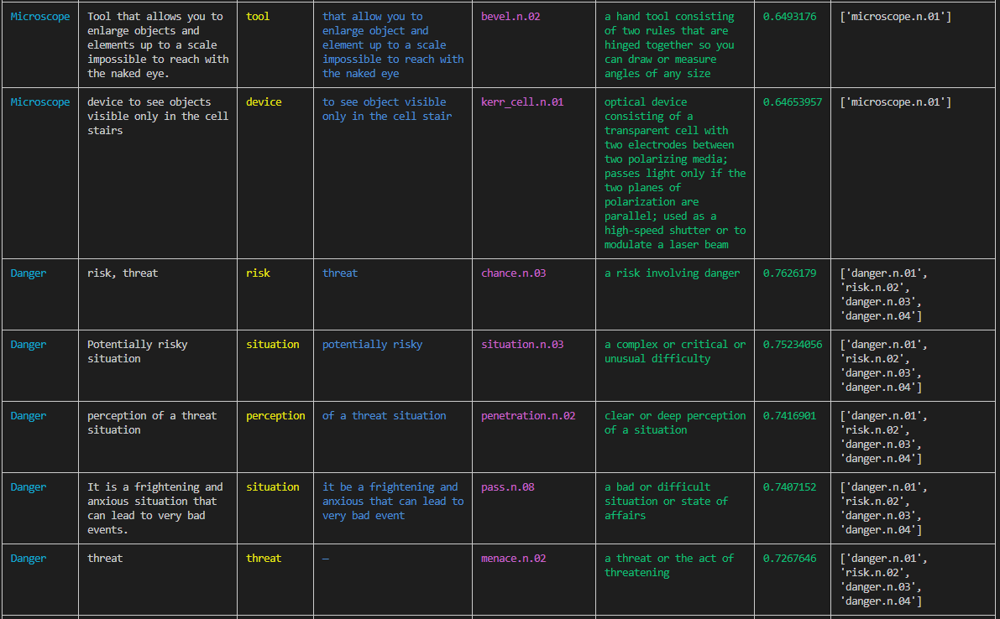 Microscope Tool that allows you to tool that allow you to bevel.n.02 a hand tool consisting 0.6493176 ['microscope.n.01']
enlarge objects and enlarge object and of two rules that are
elements up to a scale element up to a scale hinged together so you
impossible to reach with impossible to reach with can draw or measure
the naked eye. the naked eye angles of any size
Microscope device to see objects device to see object visible kerr_cell.n.01 optical device 0.64653957 ['microscope.n.01']
visible only in the cell only in the cell stair consisting of a
stairs transparent cell with
two electrodes between
two polarizing media;
passes light only if the
two planes of
polarization are
parallel; used as a
high-speed shutter or to
modulate a laser beam
Danger risk, threat risk threat chance.n.03 a risk involving danger 0.7626179 ['danger.n.01',
'risk.n.02',
'danger.n.03',
'danger.n.04']
Danger Potentially risky situation potentially risky situation.n.03 a complex or critical or 0.75234056 ['danger.n.01',
situation unusual difficulty 'risk.n.02',
'danger.n.03',
'danger.n.04']
Danger perception of a threat perception of a threat situation penetration.n.02 clear or deep perception 0.7416901 ['danger.n.01',
situation of a situation 'risk.n.02',
'danger.n.03',
'danger.n.04']
Danger It is a frightening and situation it be a frightening and pass.n.08 a bad or difficult 0.7407152 ['danger.n.01',
anxious situation that anxious that can lead to situation or state of 'risk.n.02',
can lead to very bad very bad event affairs 'danger.n.03',
events. 'danger.n.04']
Danger threat threat — menace.n.02 a threat or the act of 0.7267646 ['danger.n.01',
threatening 'risk.n.02',
'danger.n.03',
'danger.n.04']